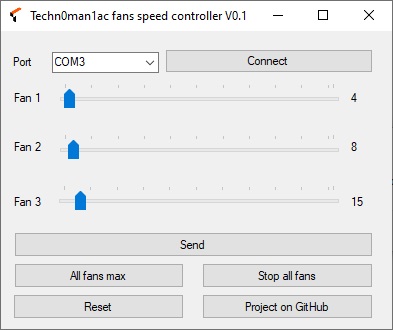 Techn0man1ac fans speed controller V0.1
Port COM3 Connect
Fan 1 4
Fan 2 8
Fan 3 15
Send
All fans max Stop all fans
Reset Project on GitHub